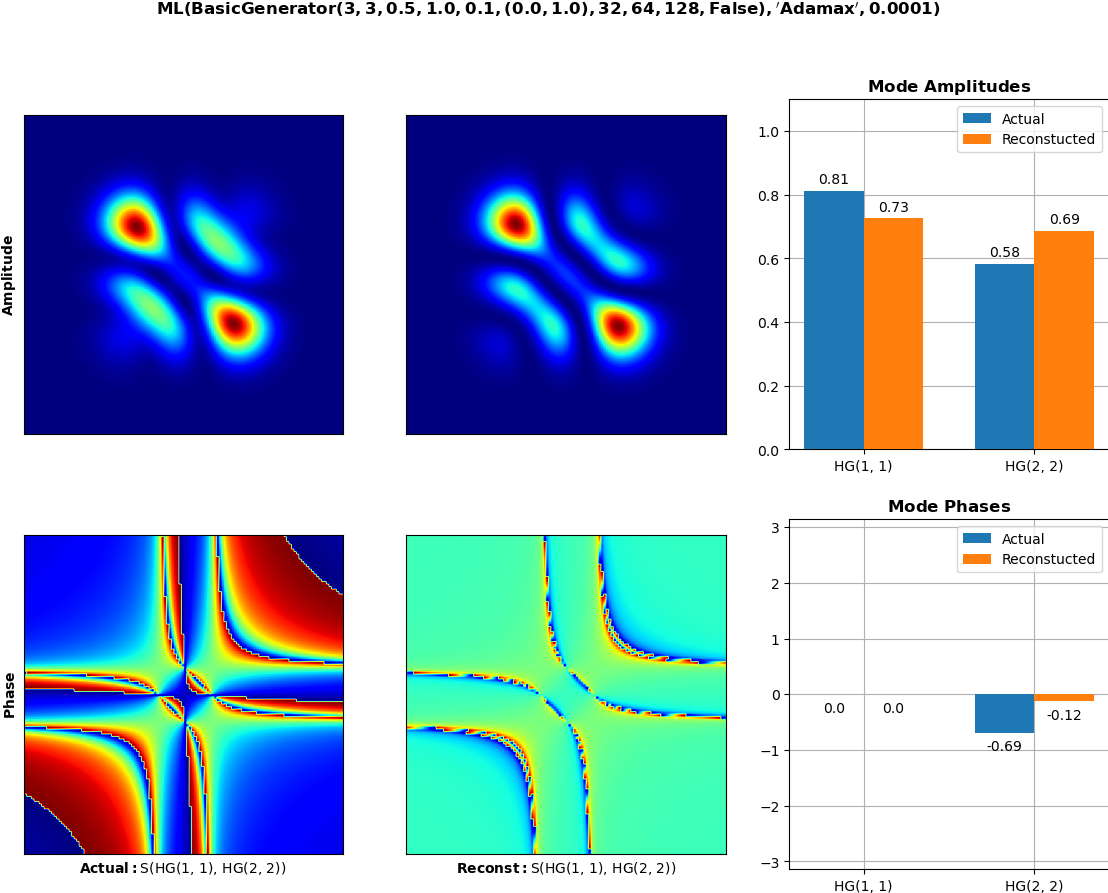 ML(BasicGenerator(3, 3, 0.5, 1.0, 0.1, (0.0, 1.0), 32, 64, 128, False), ′Adamax′, 0.0001)
Mode Amplitudes
Amplitude
1.0
0.8
0.6
0.4
0.2
0.0
Actual
Reconstucted
0.81
0.73
0.58
0.69
HG(1, 1)
HG(2, 2)
Mode Phases
Phase
3
2
1
0
−1
−2
−3
Actual
Reconstucted
0.0
0.0
-0.69
-0.12
Actual: S(HG(1, 1), HG(2, 2))
Reconst: S(HG(1, 1), HG(2, 2))
HG(1, 1)
HG(2, 2)